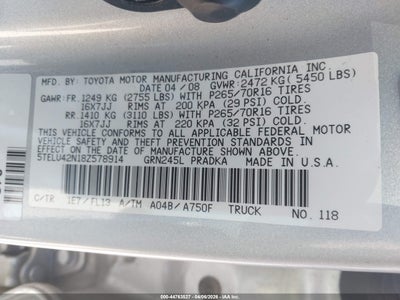 MFD. BY: TOYOTA MOTOR MANUFACTURING CALIFORNIA INC.
DATE 04/08 GVWR: 2472 KG ( 5450 LBS)
GAWR: FR. 1249 KG (2755 LBS) WITH P265/70R16 TIRES
16X7JJ RIMS AT 200 KPA (29 PSI) COLD.
RR. 1410 KG (3110 LBS) WITH P265/70R16 TIRES
16X7JJ RIMS AT 220 KPA (32 PSI) COLD.
THIS VEHICLE CONFORMS TO ALL APPLICABLE FEDERAL MOTOR
VEHICLE SAFETY AND THEFT PREVENTION STANDARDS IN
EFFECT ON THE DATE OF MANUFACTURE SHOWN ABOVE.
5TELU42N18Z578914 GRN245L PRADKA MADE IN U.S.A.
C/TR 1E7/FL13 A/TM A04B/A750F TRUCK NO. 118